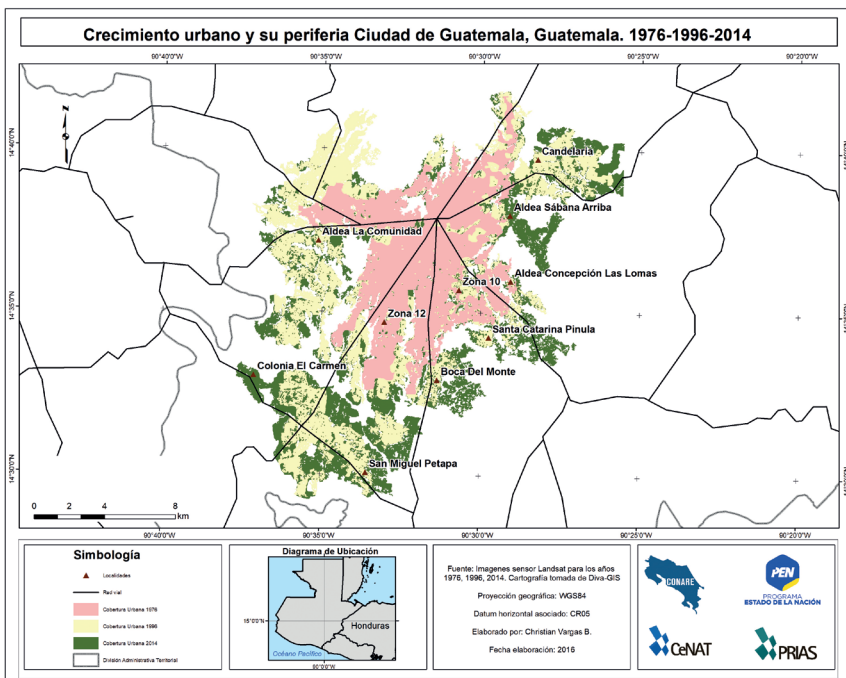 Crecimiento urbano y su periferia Ciudad de Guatemala, Guatemala. 1976-1996-2014
90°40'0"W 90°35'0"W 90°30'0"W 90°25'0"W 90°20'0"W
14°40'0"N
14°40'0"N
N
Candelaria
Aldea Sábana Arriba
Aldea La Comunidad
Aldea Concepción Las Lomas
Zona 10
14°35'0"N
Zona 12
Santa Catarina Pinula
Colonia El Carmen
Boca Del Monte
14°30'0"N
San Miguel Petapa
0 2 4 8
km
90°40'0"W 90°35'0"W 90°30'0"W 90°25'0"W 90°20'0"W
Simbología
Localidades
Red vial
Cobertura Urbana 1976
Cobertura Urbana 1996
Cobertura Urbana 2014
División Administrativa Territorial
Diagrama de Ubicación
15°0'0"N
Honduras
Océano Pacífico
90°0'0"W
Fuente: Imagenes sensor Landsat para los años
1976, 1996, 2014. Cartografía tomada de Diva-GIS
Proyección geográfica: WGS84
Datum horizontal asociado: CR05
Elaborado por: Christian Vargas B.
Fecha elaboración: 2015
CONARE
PEN
PROGRAMA
ESTADO DE LA NACIÓN
CeNAT
PRIAS